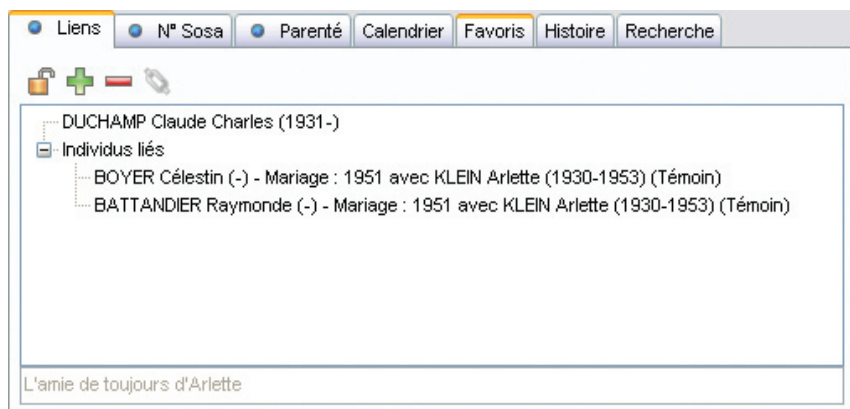 Liens N° Sosa Parenté Calendrier Favoris Histoire Recherche
DUCHAMP Claude Charles (1931-)
Individus liés
BOYER Célestin (-) - Mariage : 1951 avec KLEIN Arlette (1930-1953) (Témoin)
BATTANDIER Raymonde (-) - Mariage : 1951 avec KLEIN Arlette (1930-1953) (Témoin)
L'amie de toujours d'Arlette